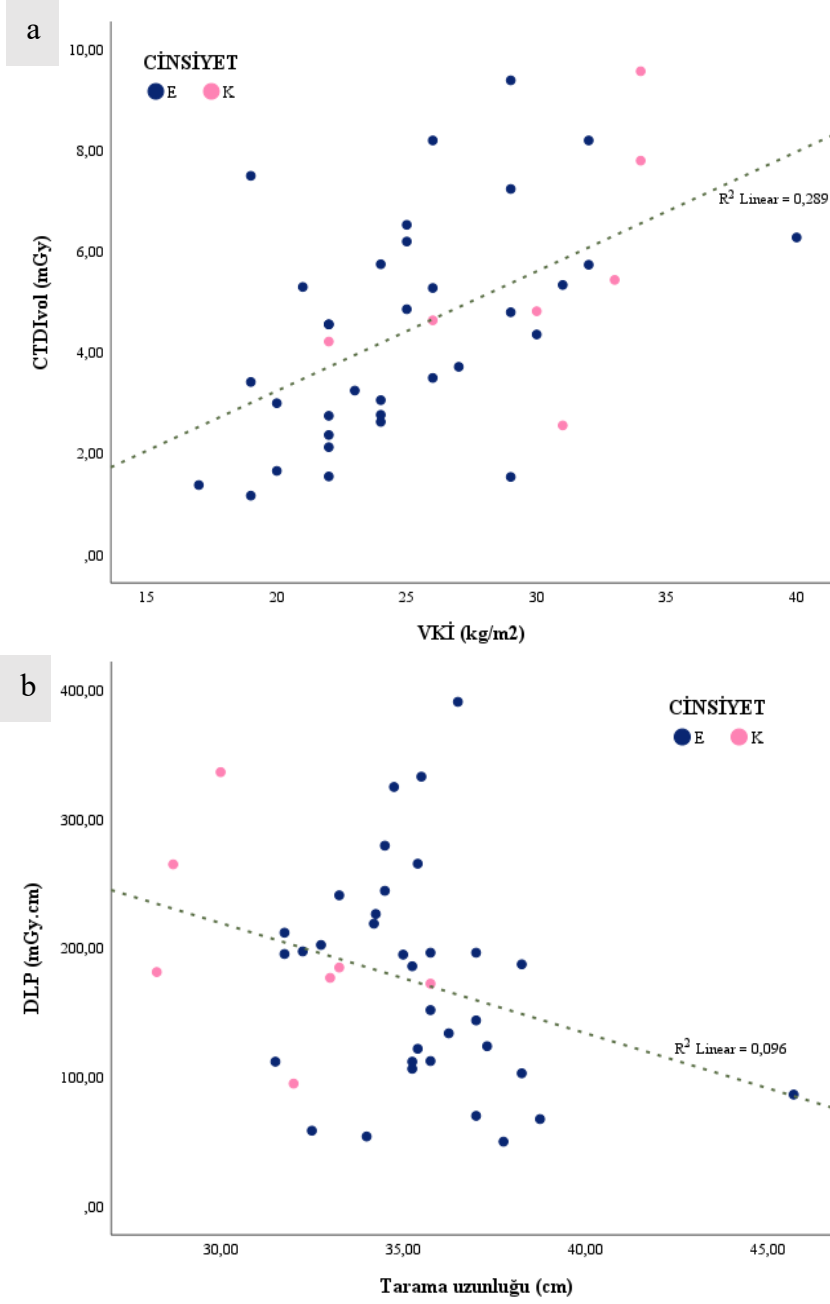 a
10,00
8,00
6,00
4,00
2,00
,00
CTDIvol (mGy)
CİNSİYET
E K
R2 Linear = 0,289
15 20 25 30 35 40
VKİ (kg/m2)
b
400,00
300,00
200,00
100,00
,00
DLP (mGy.cm)
CİNSİYET
E K
R2 Linear = 0,096
30,00 35,00 40,00 45,00
Tarama uzunluğu (cm)